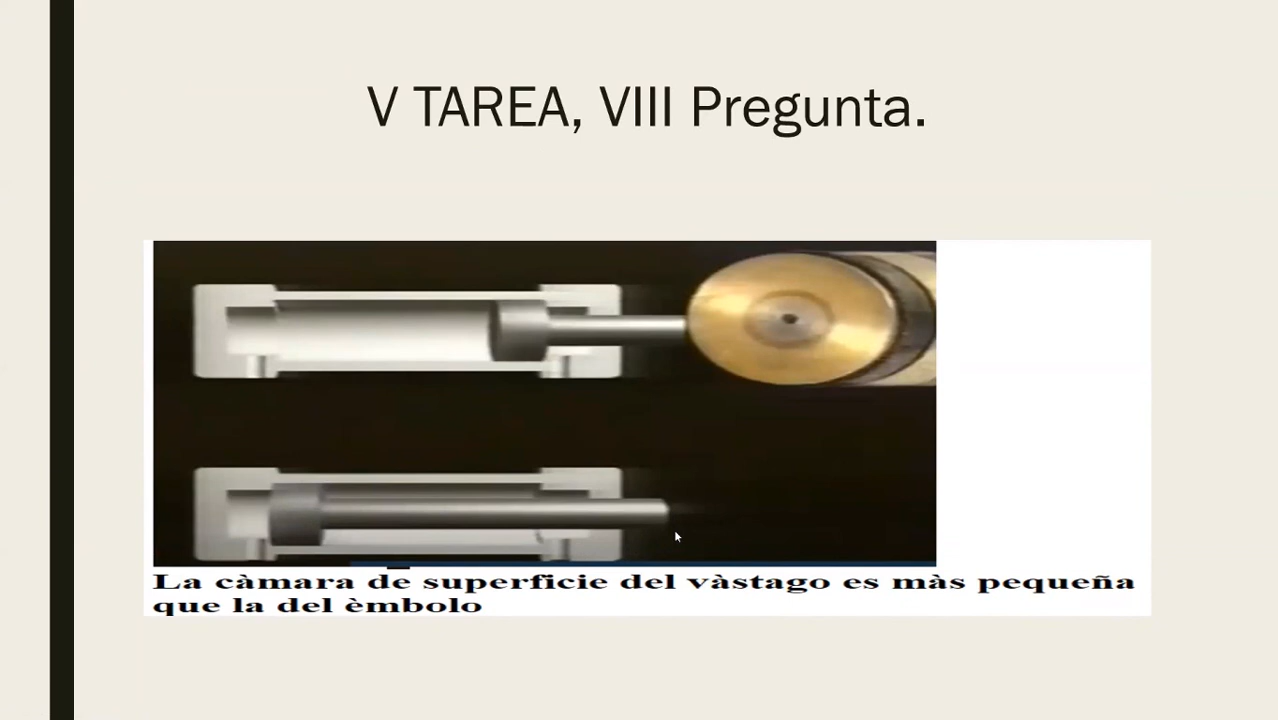 V TAREA, VIII Pregunta.
La càmara de superficie del vàstago es màs pequeña
que la del èmbolo